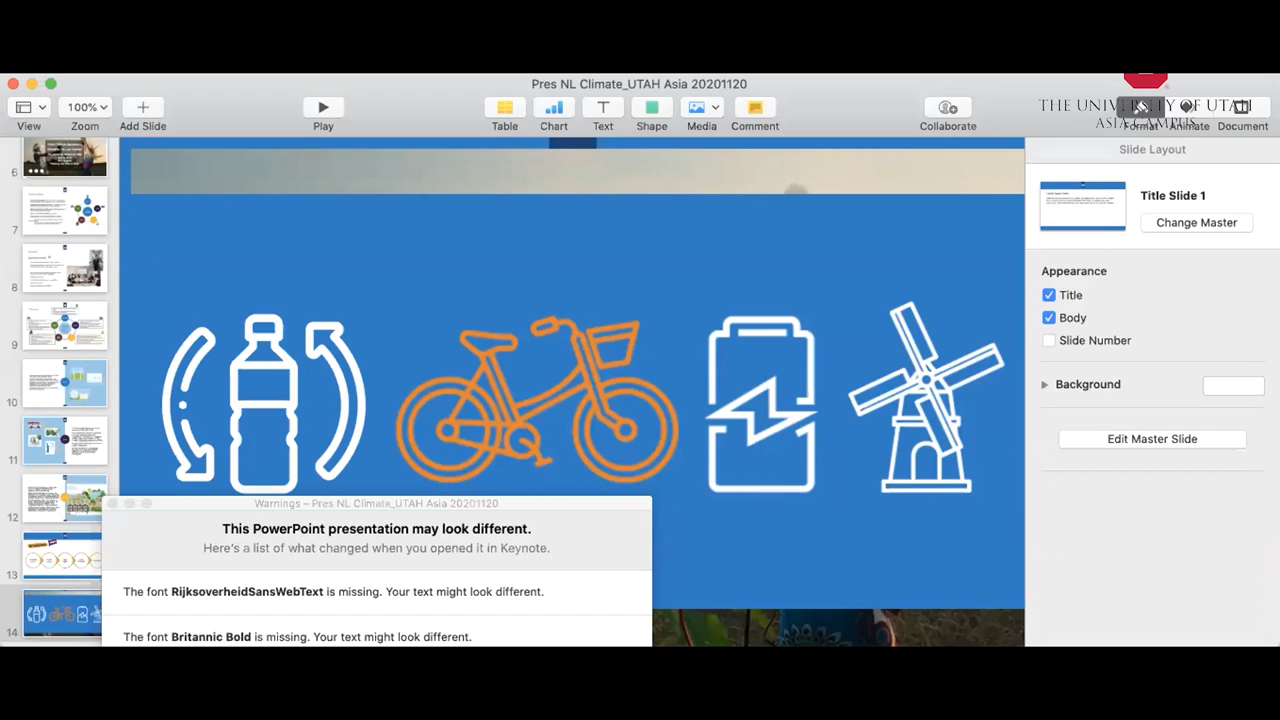 Pres NL Climate_UTAH Asia 20201120
100%
View
Zoom
Add Slide
Play
Table
Chart
Text
Shape
Media
Comment
Collaborate
Format
Animate
Document
THE UNIVERSITY OF UTAH
ASIA CAMPUS
Slide Layout
Title Slide 1
Change Master
Appearance
Title
Body
Slide Number
Background
Edit Master Slide
6
7
8
9
10
11
12
13
14
Warnings – Pres NL Climate_UTAH Asia 20201120
This PowerPoint presentation may look different.
Here's a list of what changed when you opened it in Keynote.
The font RijksoverheidSansWebText is missing. Your text might look different.
The font Britannic Bold is missing. Your text might look different.